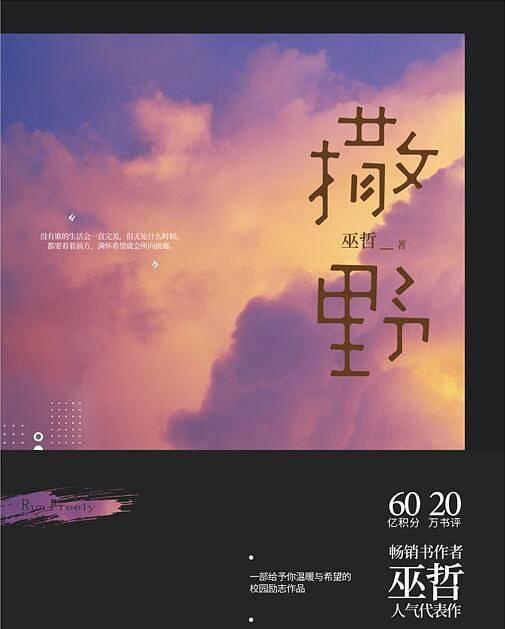 撒野
巫哲__著
“
没有谁的生活会一直完美，但无论什么时候，
都要看着前方，满怀希望就会所向披靡。
”
Run Freely
60 20
亿积分 万书评
畅销书作者
巫哲
人气代表作
一部给予你温暖与希望的
校园励志作品